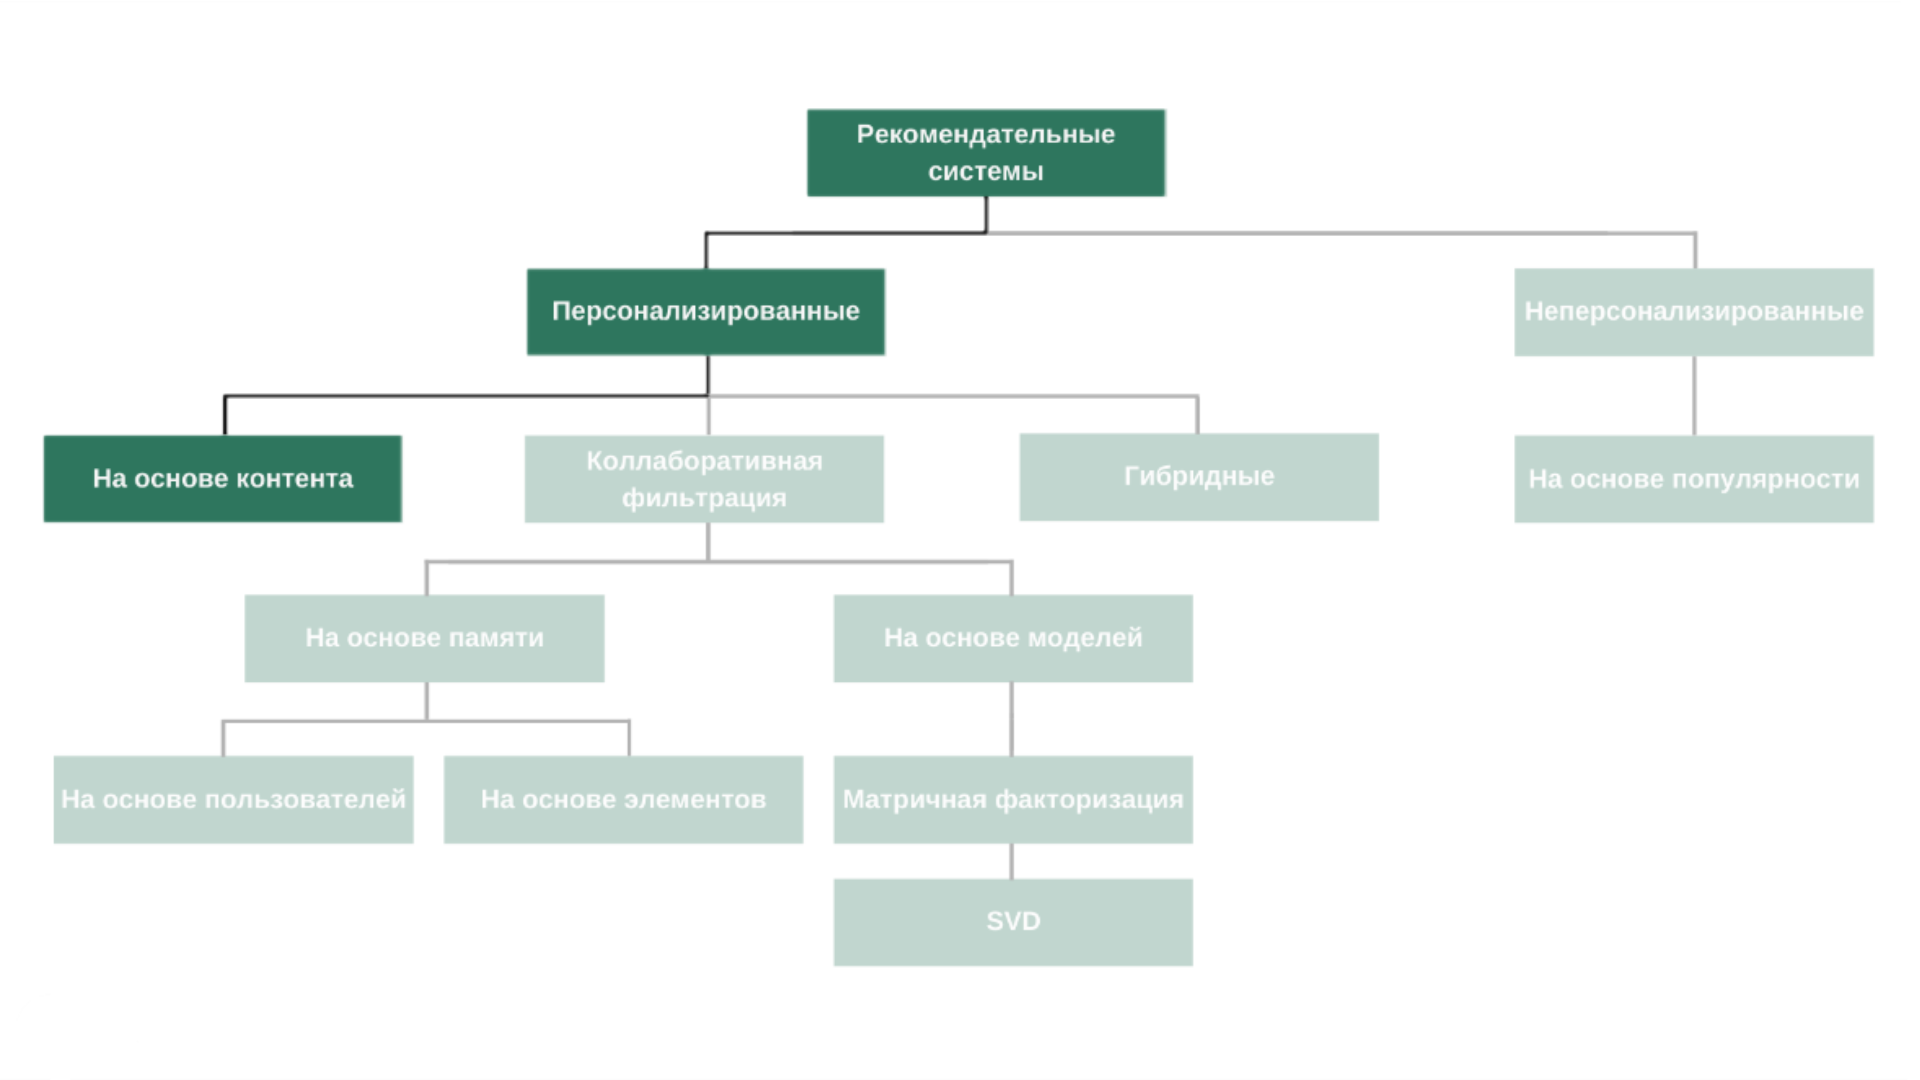 Рекомендательные
системы
Персонализированные
Неперсонализированные
На основе контента
Коллаборативная
фильтрация
Гибридные
На основе популярности
На основе памяти
На основе моделей
На основе пользователей
На основе элементов
Матричная факторизация
SVD